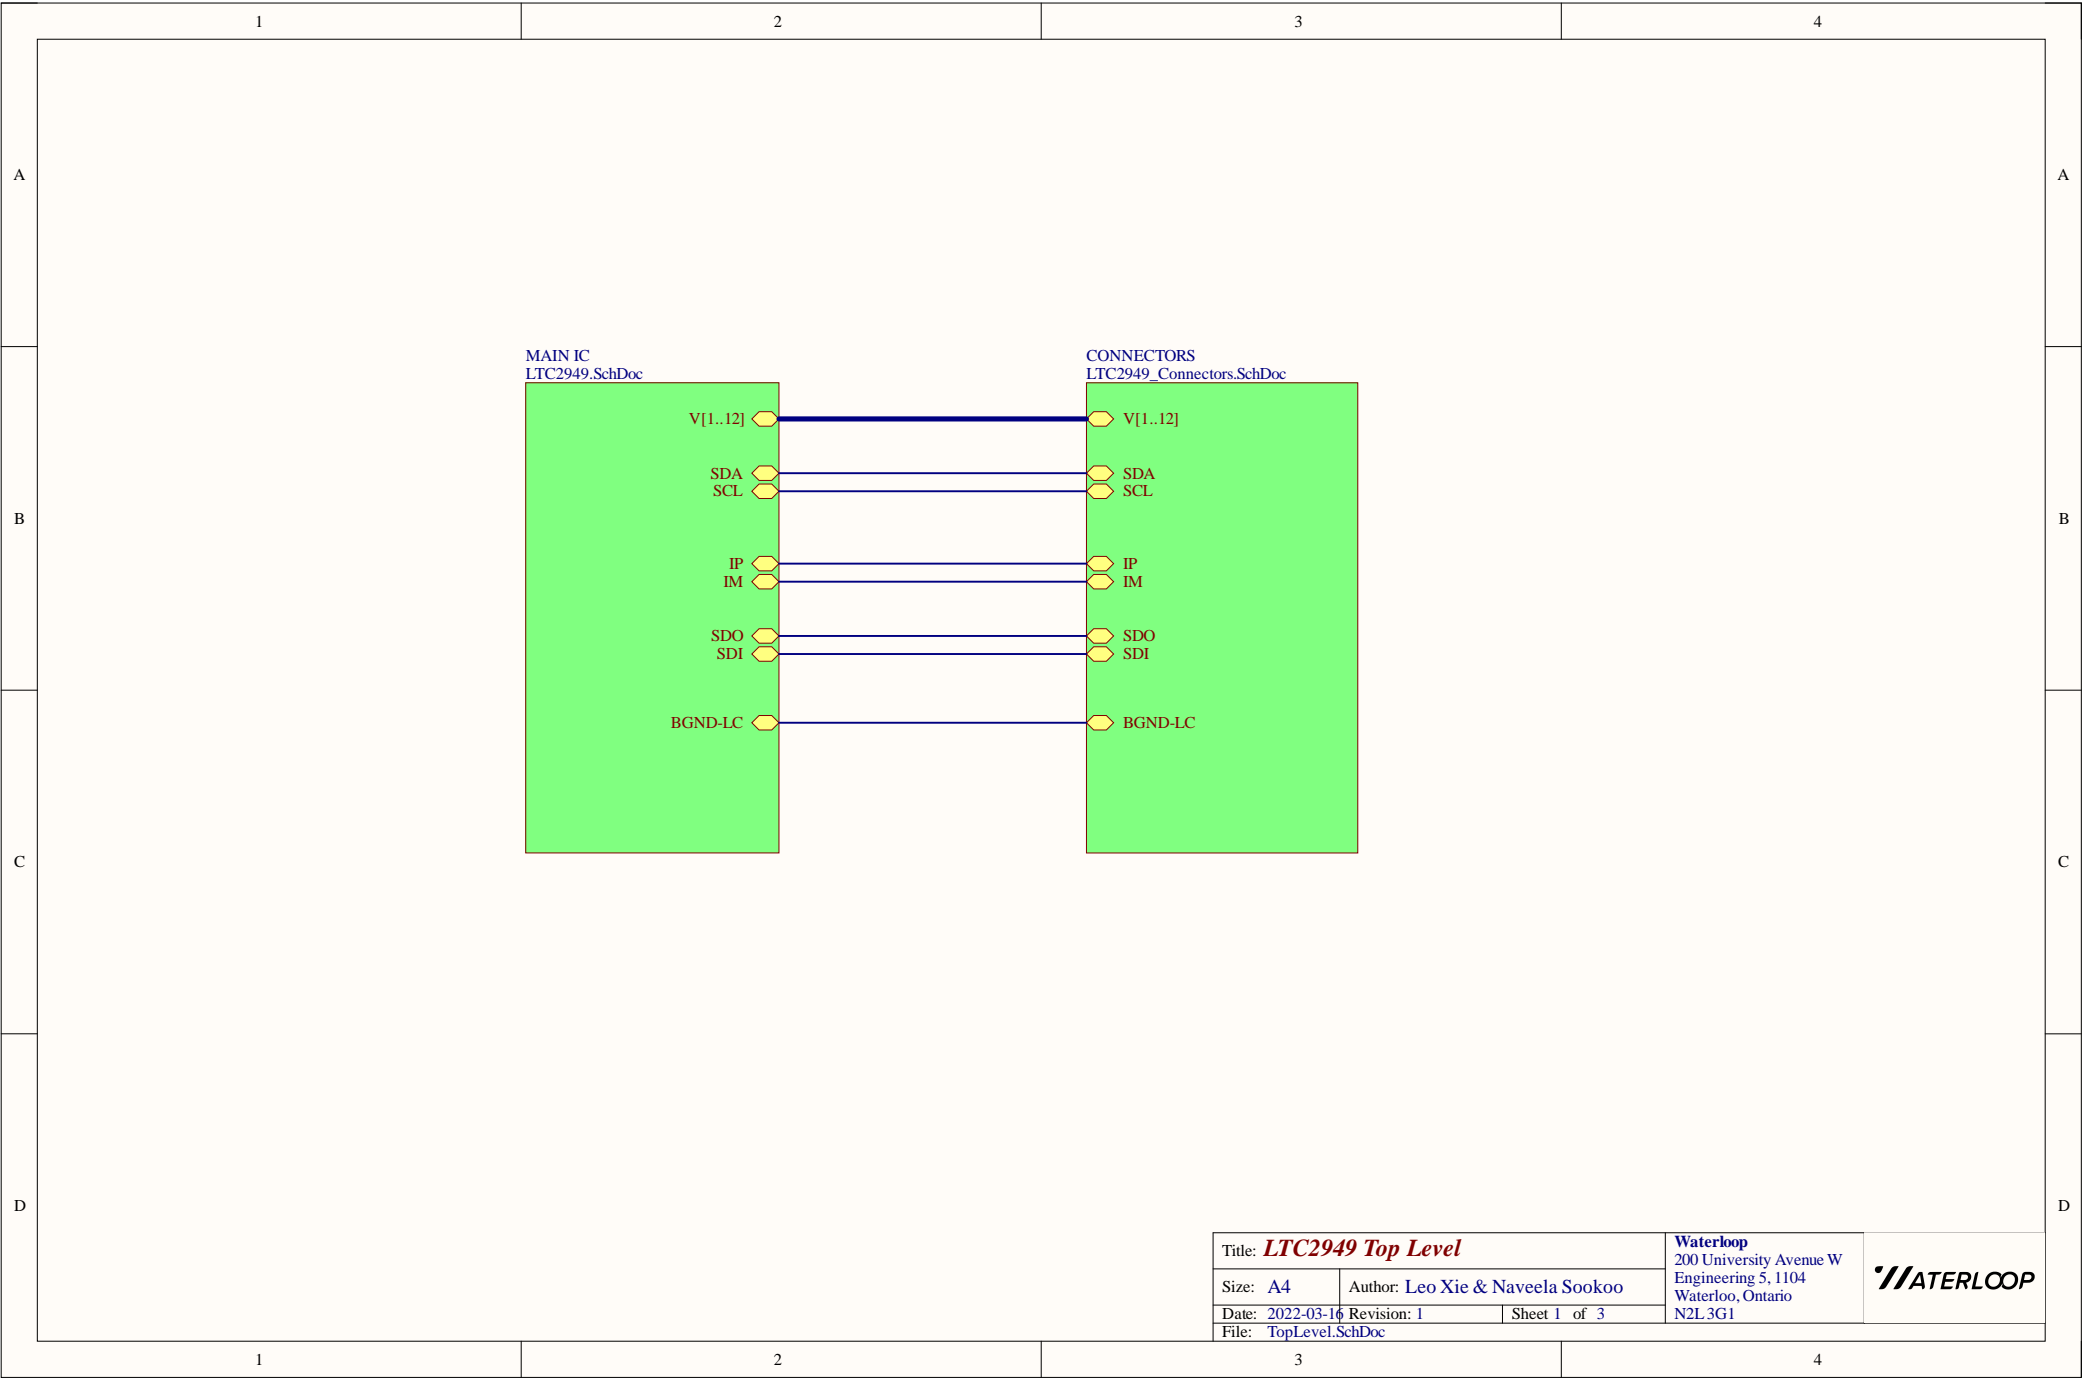 1 2 3 4
A A
MAIN IC
LTC2949.SchDoc
CONNECTORS
LTC2949_Connectors.SchDoc
V[1..12] V[1..12]
SDA SDA
SCL SCL
B B
IP IP
IM IM
SDO SDO
SDI SDI
BGND-LC BGND-LC
C C
D D
Title: LTC2949 Top Level
Size: A4 Author: Leo Xie & Naveela Sookoo
Date: 2022-03-16 Revision: 1 Sheet 1 of 3
File: TopLevel.SchDoc
Waterloop
200 University Avenue W
Engineering 5, 1104
Waterloo, Ontario
N2L 3G1
WATERLOOP
1 2 3 4